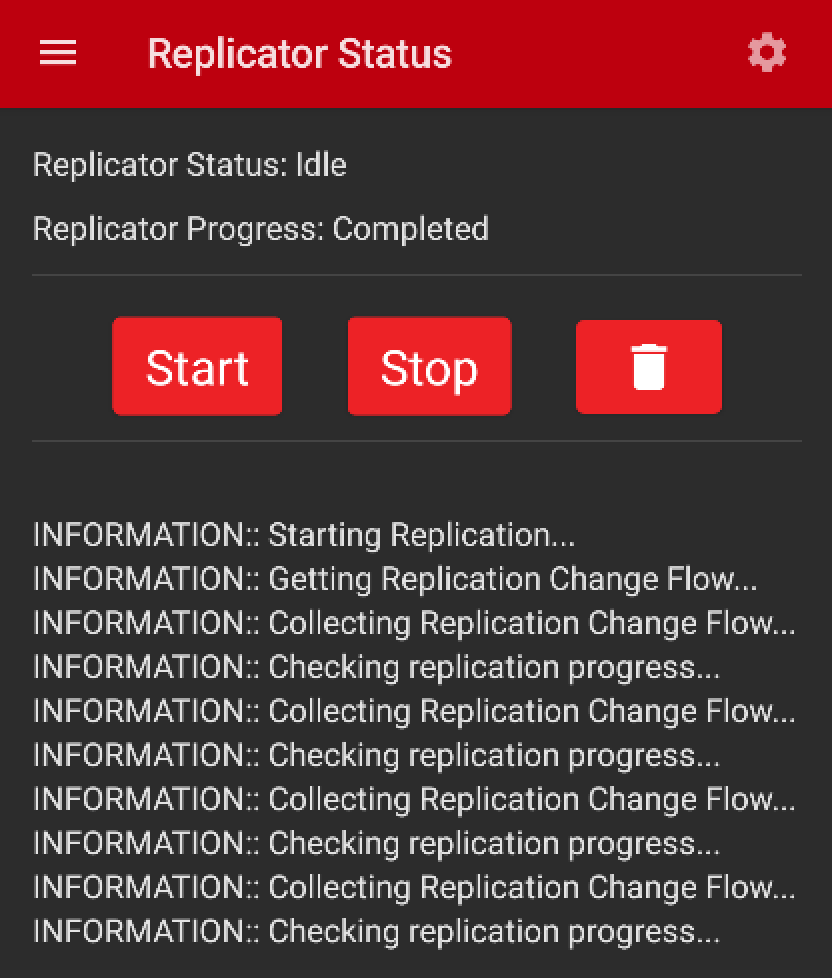 Replicator Status
Replicator Status: Idle
Replicator Progress: Completed
Start Stop
INFORMATION:: Starting Replication...
INFORMATION:: Getting Replication Change Flow...
INFORMATION:: Collecting Replication Change Flow...
INFORMATION:: Checking replication progress...
INFORMATION:: Collecting Replication Change Flow...
INFORMATION:: Checking replication progress...
INFORMATION:: Collecting Replication Change Flow...
INFORMATION:: Checking replication progress...
INFORMATION:: Collecting Replication Change Flow...
INFORMATION:: Checking replication progress...